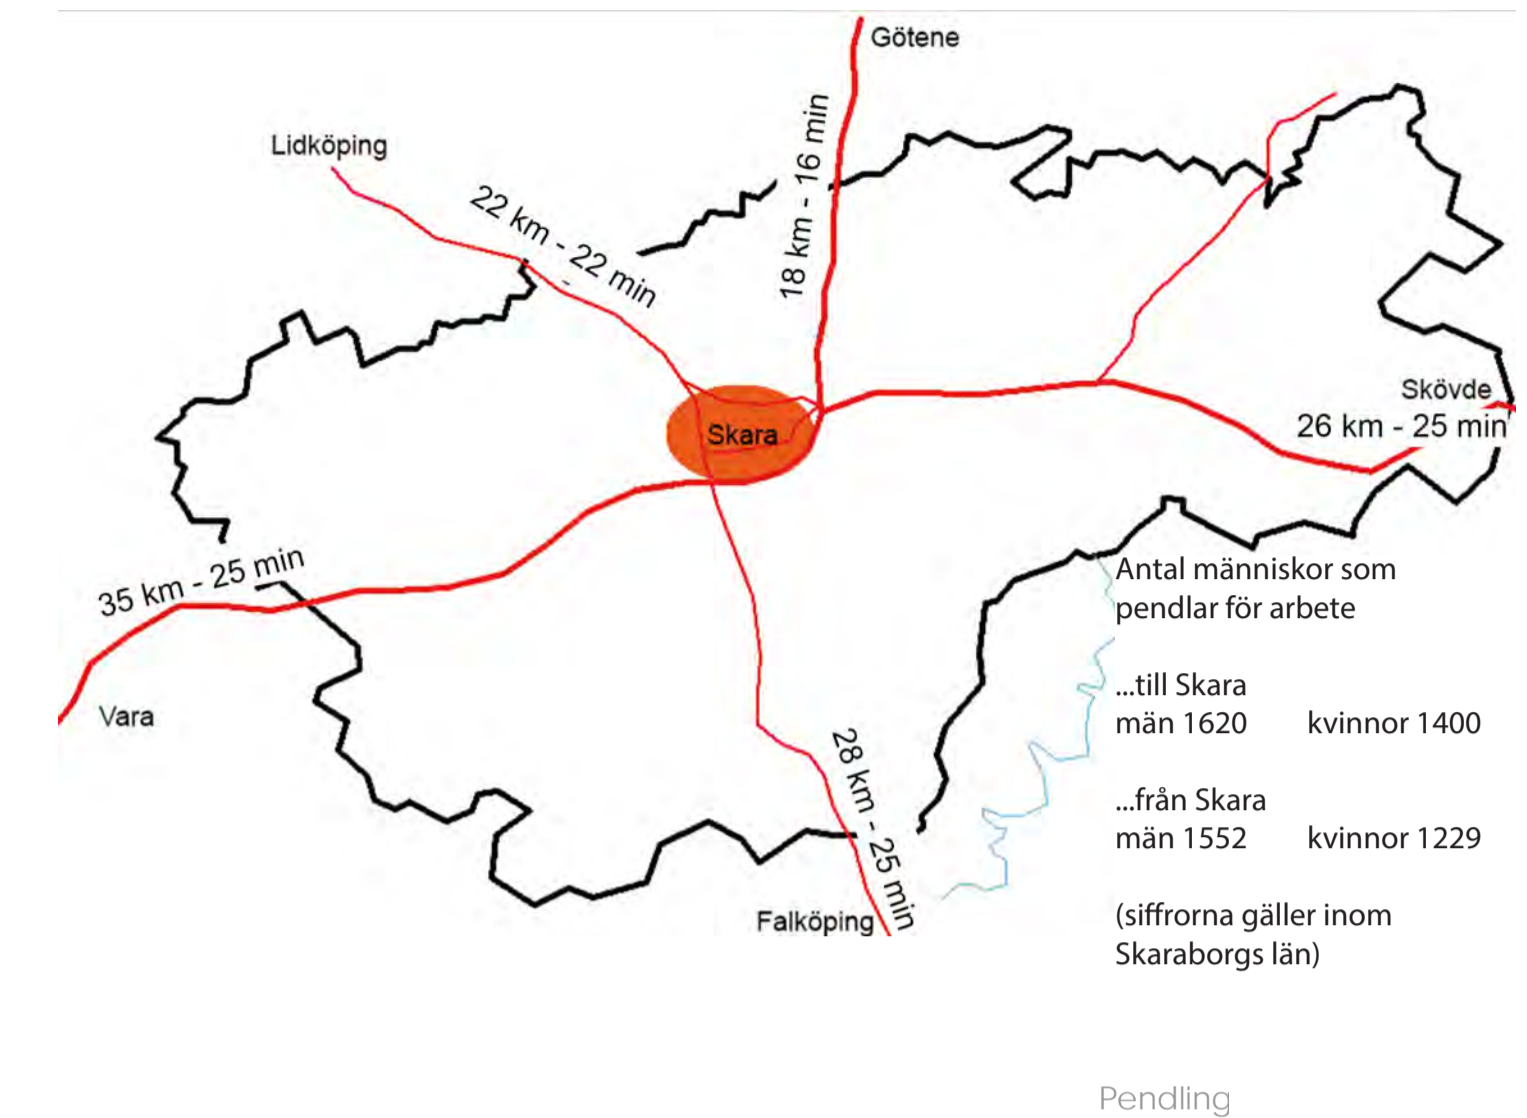 Götene
Lidköping
22 km - 22 min
18 km - 16 min
Skövde
26 km - 25 min
Skara
35 km - 25 min
Vara
28 km - 25 min
Falköping
Antal människor som
pendlar för arbete
...till Skara
män 1620 kvinnor 1400
...från Skara
män 1552 kvinnor 1229
(siffrorna gäller inom
Skaraborgs län)
Pendling